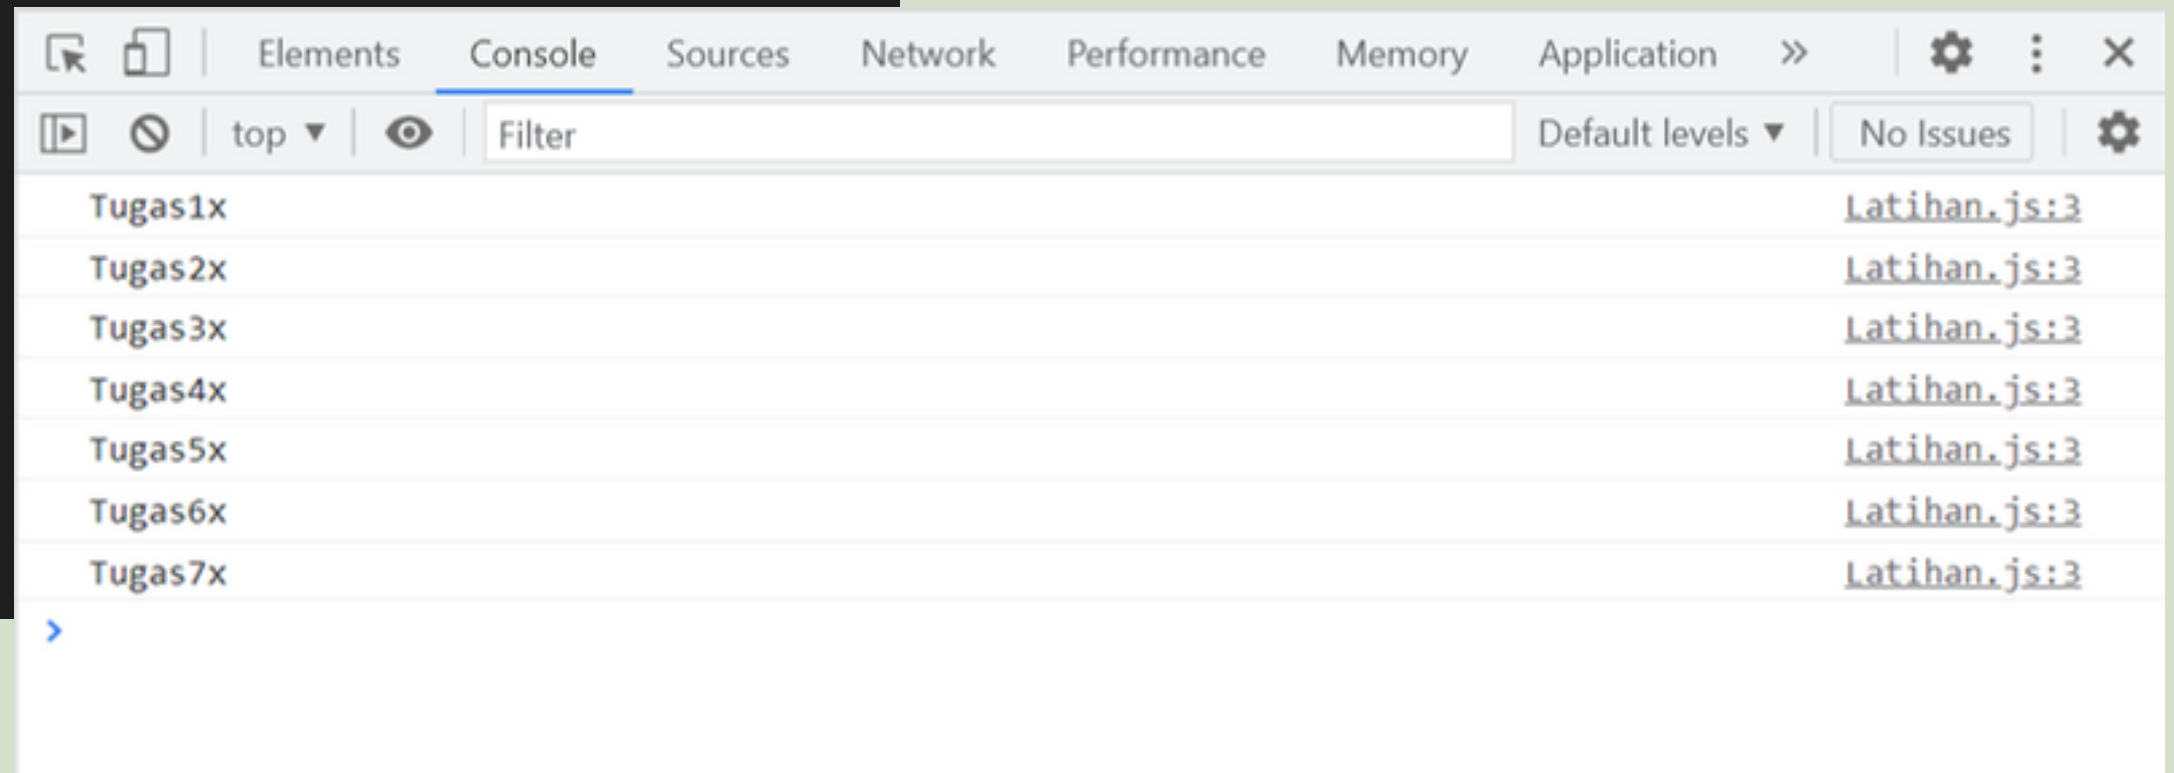 Elements Console Sources Network Performance Memory Application
top Filter Default levels No Issues
Tugas1x Latihan.js:3
Tugas2x Latihan.js:3
Tugas3x Latihan.js:3
Tugas4x Latihan.js:3
Tugas5x Latihan.js:3
Tugas6x Latihan.js:3
Tugas7x Latihan.js:3